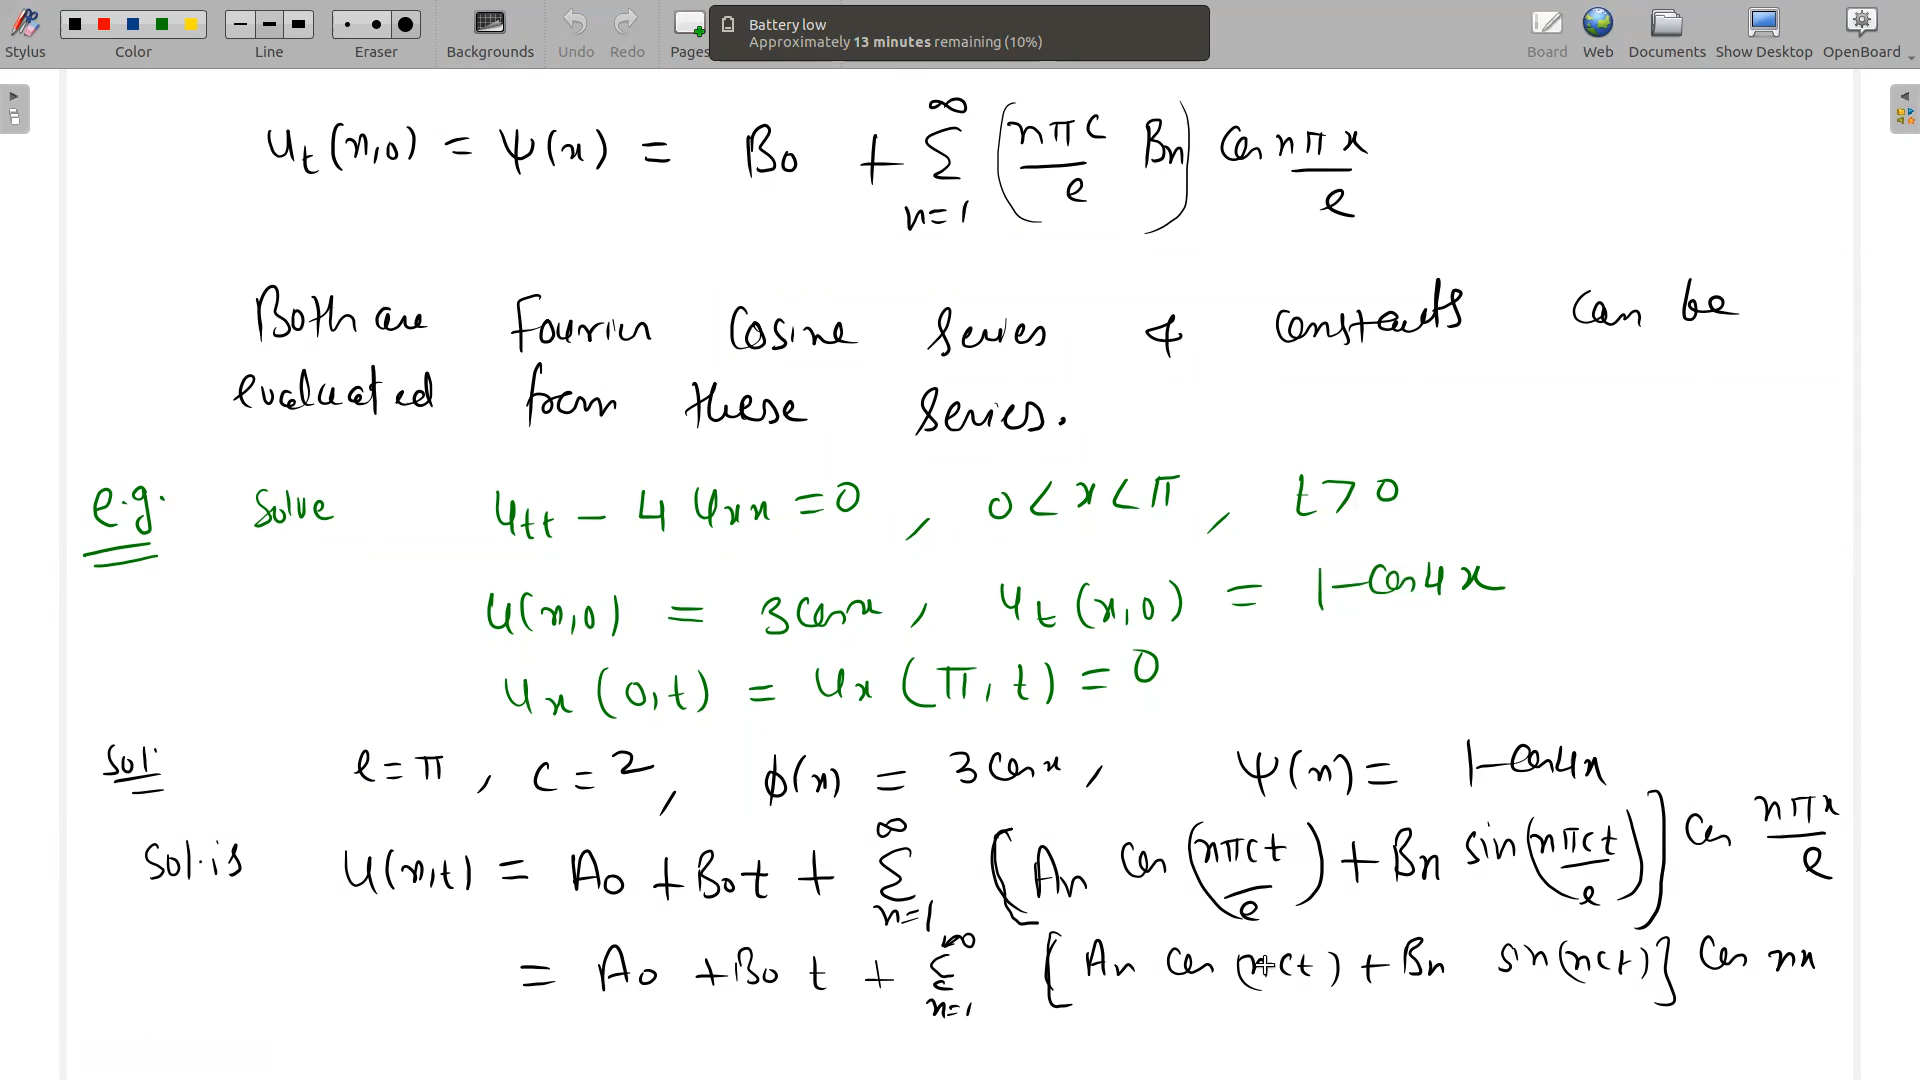 Battery low
Approximately 13 minutes remaining (10%)
Stylus Color Line Eraser Backgrounds Undo Redo Pages Board Web Documents Show Desktop OpenBoard
u_t(x,0) = ψ(x) = B0 + ∑_{n=1}^{∞} (nπc/l Bn) cos nπx/l
Both are Fourier Cosine Series & constants can be
evaluated from these series.
e.g. Solve u_tt - 4 u_xx = 0 , 0 < x < π , t > 0
u(x,0) = 3 cos x , u_t (x,0) = 1 - cos 4x
u_x (0,t) = u_x (π, t) = 0
Sol: l = π , c = 2 , φ(x) = 3 cos x , ψ(x) = 1 - cos 4x
Sol. is u(x,t) = A0 + B0 t + ∑_{n=1}^{∞} [An cos (nπct/l) + Bn sin (nπct/l)] cos nπx/l
= A0 + B0 t + ∑_{n=1}^{∞} [An cos (nct) + Bn sin (nct)] cos nx